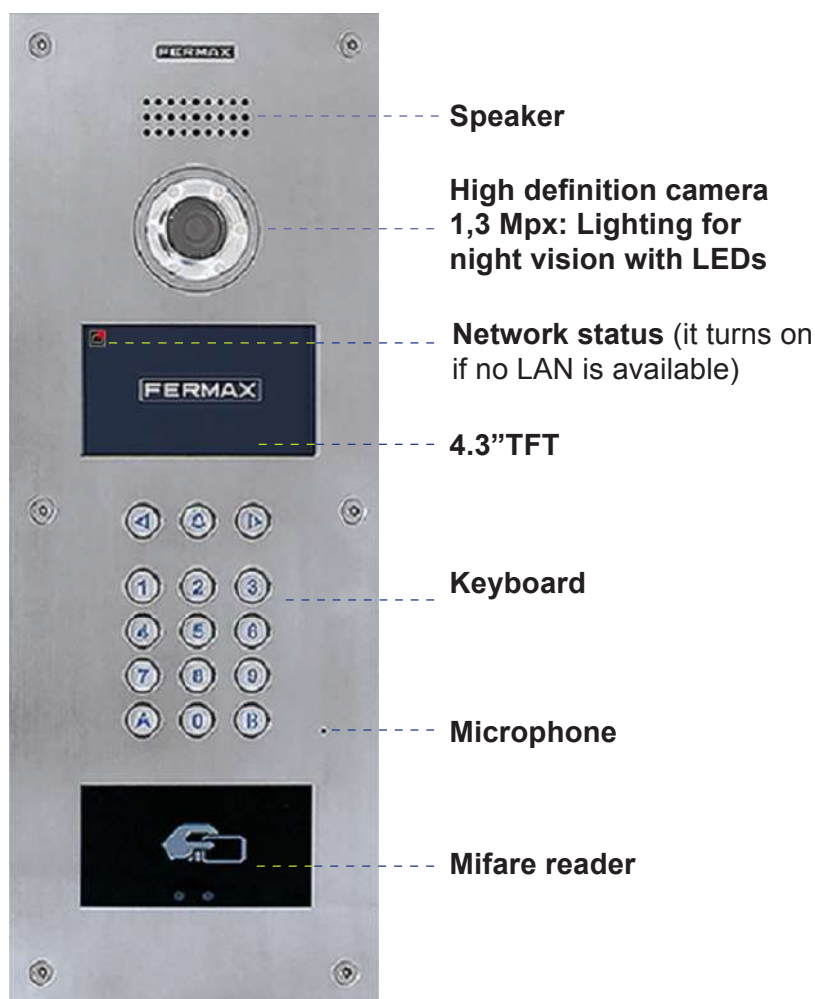 FERMAX
Speaker
High definition camera
1,3 Mpx: Lighting for
night vision with LEDs
Network status (it turns on
if no LAN is available)
FERMAX
4.3”TFT
1 2 3
Keyboard
4 5 6
7 8 9
A 0 B
Microphone
Mifare reader